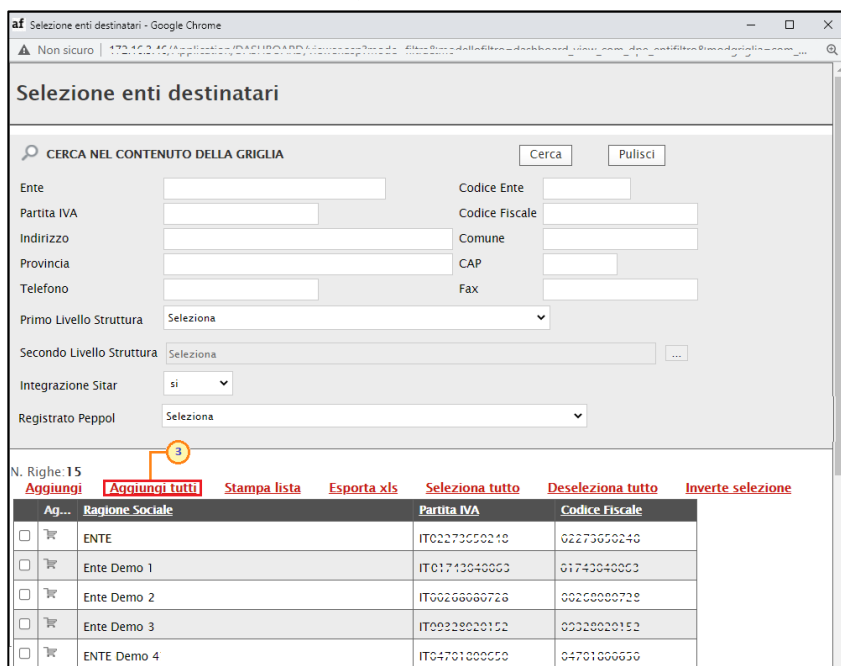 af Selezione enti destinatari - Google Chrome
Non sicuro
Selezione enti destinatari
CERCA NEL CONTENUTO DELLA GRIGLIA Cerca Pulisci
Ente Codice Ente
Partita IVA Codice Fiscale
Indirizzo Comune
Provincia CAP
Telefono Fax
Primo Livello Struttura Seleziona
Secondo Livello Struttura Seleziona ...
Integrazione Sitar si
Registrato Peppol Seleziona
3
N. Righe:15
Aggiungi Aggiungi tutti Stampa lista Esporta xls Seleziona tutto Deseleziona tutto Inverte selezione
Ag... Ragione Sociale Partita IVA Codice Fiscale
ENTE
Ente Demo 1
Ente Demo 2
Ente Demo 3
ENTE Demo 4